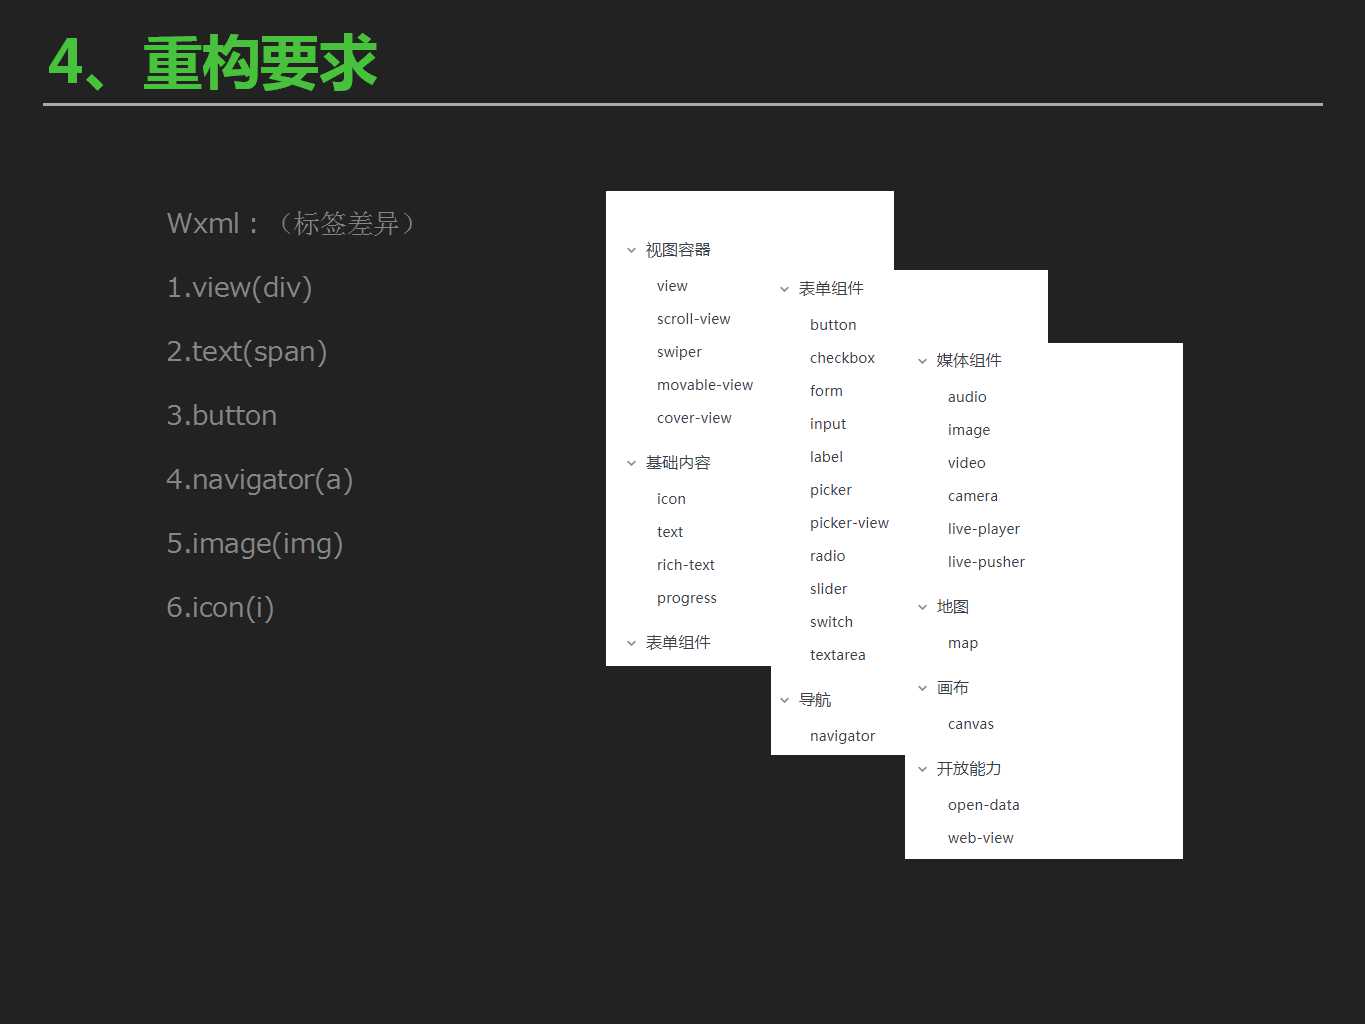 4、重构要求
Wxml：（标签差异）
1.view(div)
2.text(span)
3.button
4.navigator(a)
5.image(img)
6.icon(i)
视图容器
view
scroll-view
swiper
movable-view
cover-view
基础内容
icon
text
rich-text
progress
表单组件
表单组件
button
checkbox
form
input
label
picker
picker-view
radio
slider
switch
textarea
导航
navigator
媒体组件
audio
image
video
camera
live-player
live-pusher
地图
map
画布
canvas
开放能力
open-data
web-view